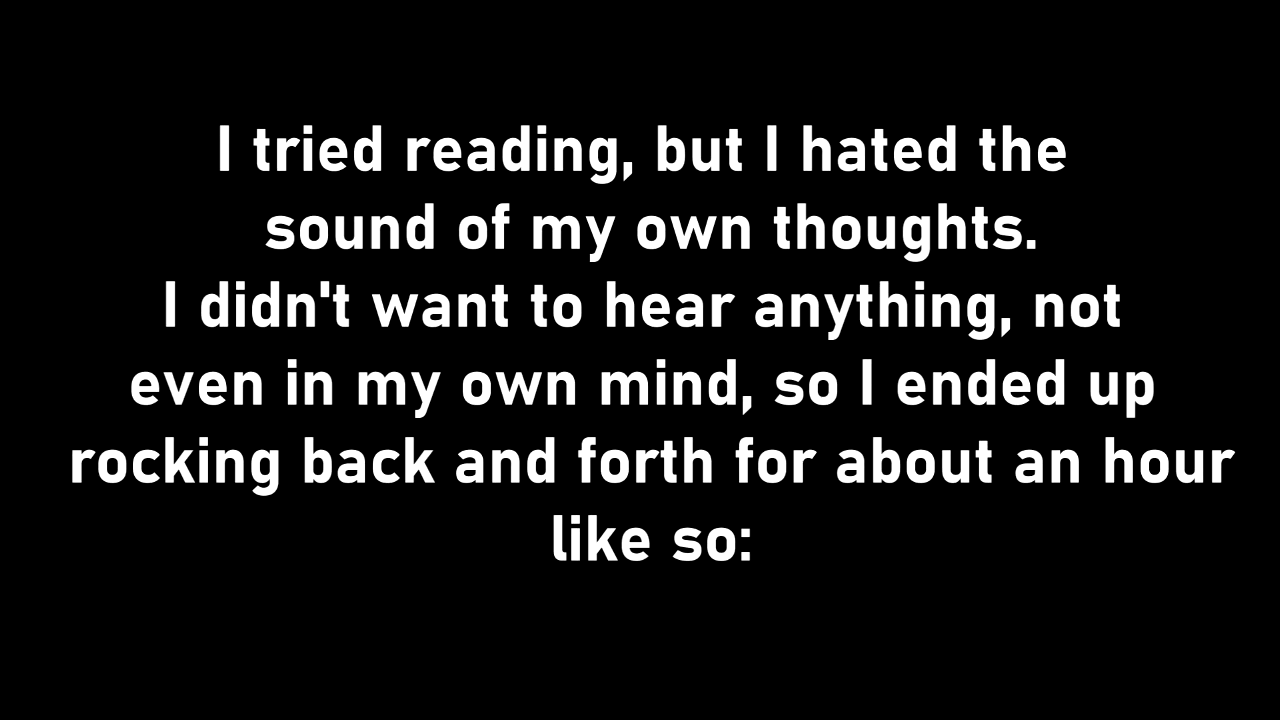 I tried reading, but I hated the
sound of my own thoughts.
I didn't want to hear anything, not
even in my own mind, so I ended up
rocking back and forth for about an hour
like so: